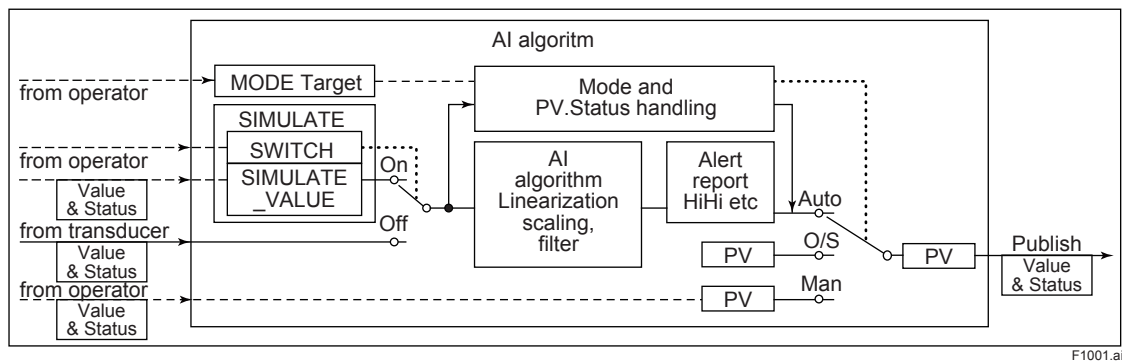 AI algoritm
from operator
MODE Target
Mode and
PV.Status handling
SIMULATE
from operator
SWITCH
SIMULATE
_VALUE
Value
& Status
On
Off
AI
algorithm
Linearization
scaling,
filter
Alert
report
HiHi etc
Auto
from transducer
Value
& Status
PV
O/S
PV
Publish
Value
& Status
from operator
Value
& Status
PV
Man
F1001.ai